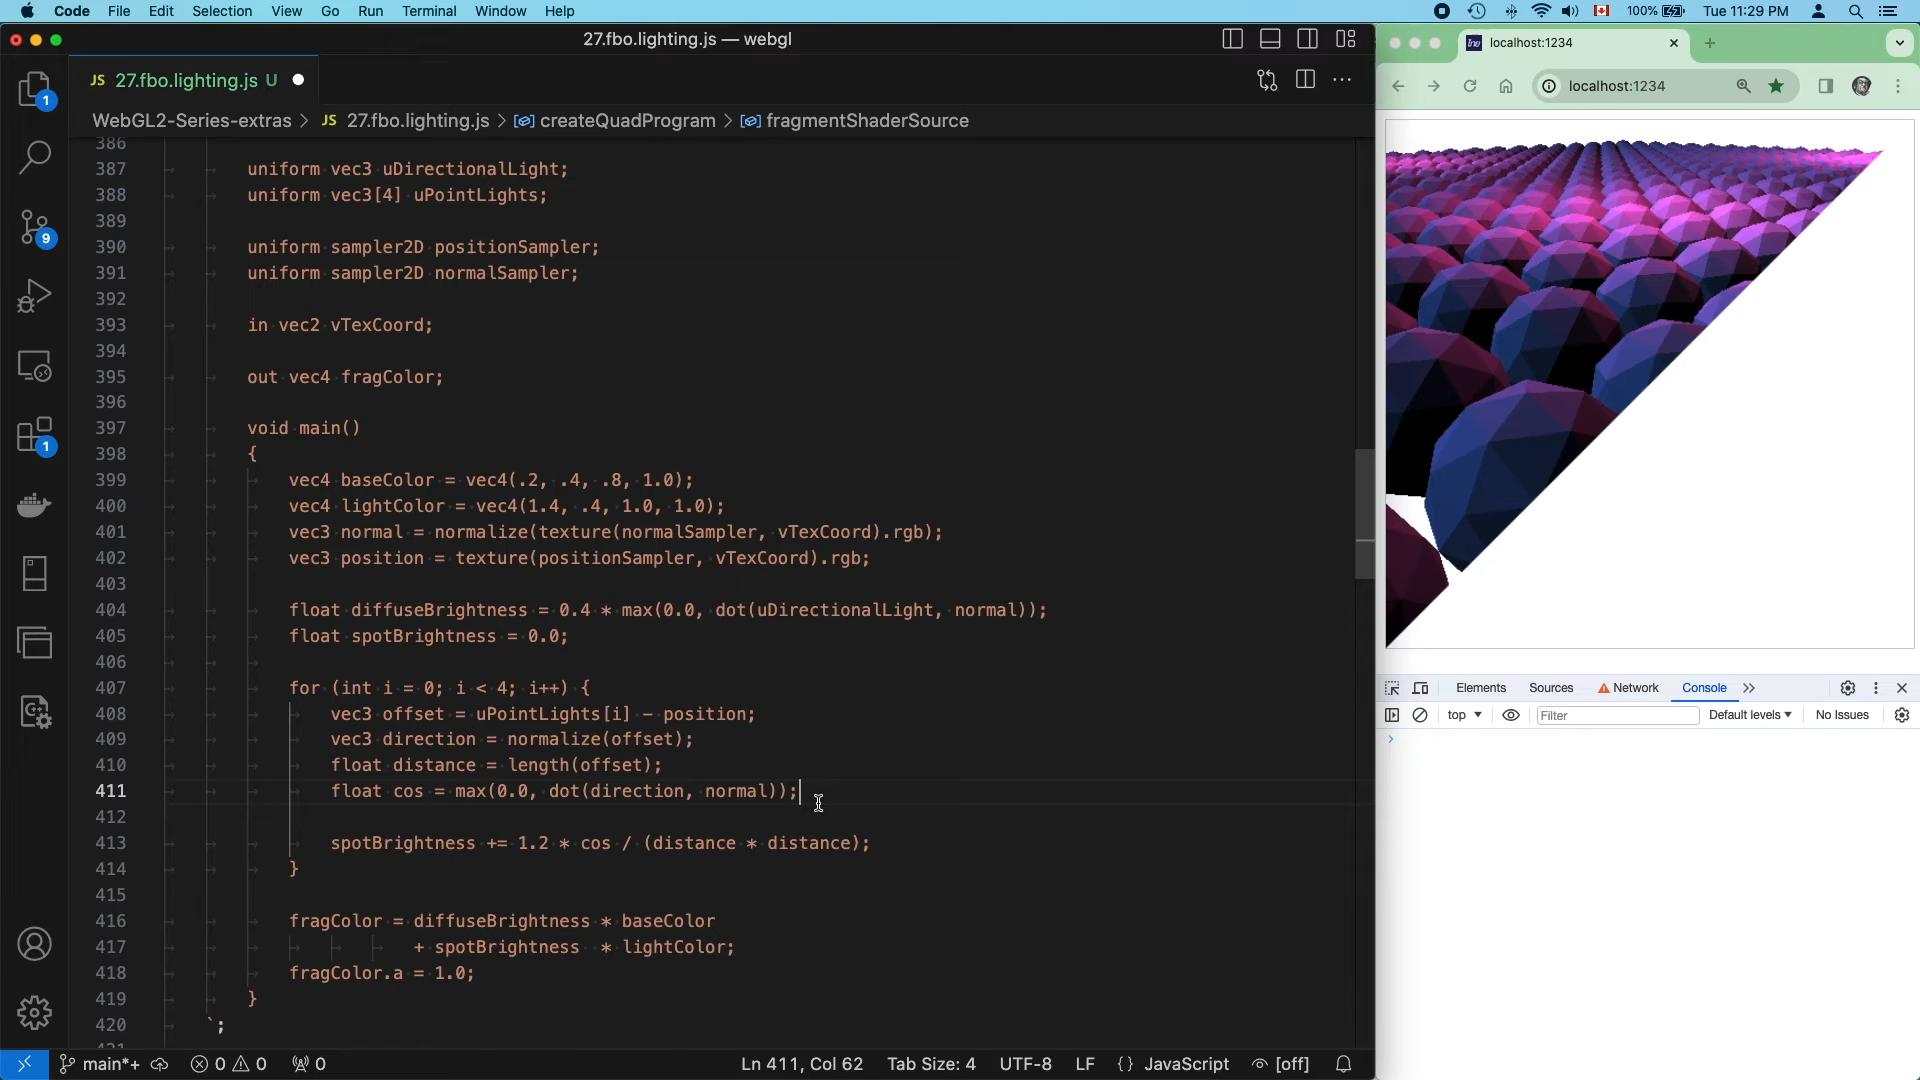 Code File Edit Selection View Go Run Terminal Window Help
100% Tue 11:29 PM
27.fbo.lighting.js — webgl
JS 27.fbo.lighting.js U
WebGL2-Series-extras > JS 27.fbo.lighting.js > createQuadProgram > fragmentShaderSource
386
387 uniform vec3 uDirectionalLight;
388 uniform vec3[4] uPointLights;
389
390 uniform sampler2D positionSampler;
391 uniform sampler2D normalSampler;
392
393 in vec2 vTexCoord;
394
395 out vec4 fragColor;
396
397 void main()
398 {
399 vec4 baseColor = vec4(.2, .4, .8, 1.0);
400 vec4 lightColor = vec4(1.4, .4, 1.0, 1.0);
401 vec3 normal = normalize(texture(normalSampler, vTexCoord).rgb);
402 vec3 position = texture(positionSampler, vTexCoord).rgb;
403
404 float diffuseBrightness = 0.4 * max(0.0, dot(uDirectionalLight, normal));
405 float spotBrightness = 0.0;
406
407 for (int i = 0; i < 4; i++) {
408 vec3 offset = uPointLights[i] - position;
409 vec3 direction = normalize(offset);
410 float distance = length(offset);
411 float cos = max(0.0, dot(direction, normal));
412
413 spotBrightness += 1.2 * cos / (distance * distance);
414 }
415
416 fragColor = diffuseBrightness * baseColor
417 + spotBrightness * lightColor;
418 fragColor.a = 1.0;
419 }
420 `;
1
9
1
main*+ 0 0 0 Ln 411, Col 62 Tab Size: 4 UTF-8 LF {} JavaScript [off]
localhost:1234
localhost:1234
Elements Sources Network Console
top Filter Default levels No Issues